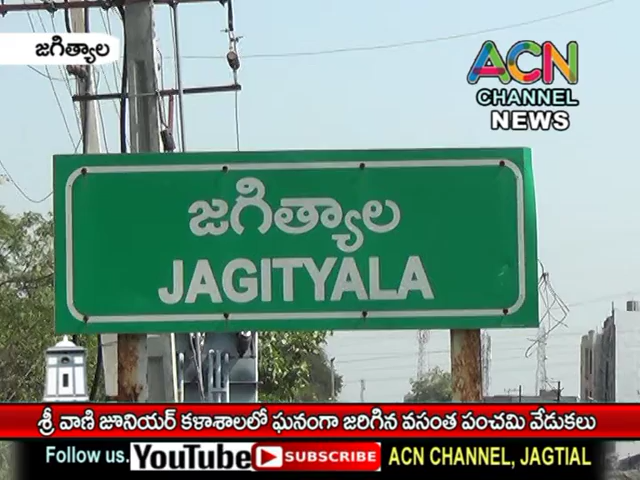 జగిత్యాల
ACN
CHANNEL
NEWS
జగిత్యాల
JAGITYALA
శ్రీ వాణి జూనియర్ కళాశాలలో ఘనంగా జరిగిన వసంత పంచమి వేడుకలు
Follow us. YouTube SUBSCRIBE ACN CHANNEL, JAGTIAL